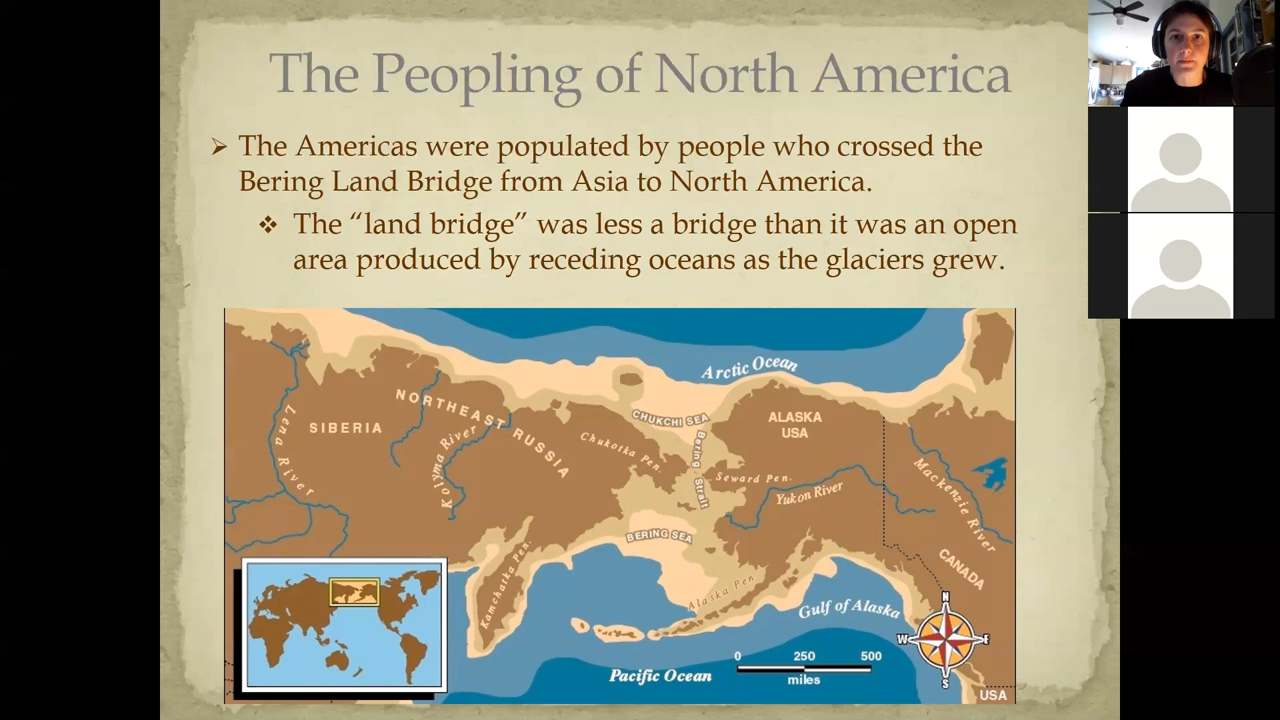 The Peopling of North America
➢ The Americas were populated by people who crossed the
Bering Land Bridge from Asia to North America.
❖ The “land bridge” was less a bridge than it was an open
area produced by receding oceans as the glaciers grew.
Arctic Ocean
CHUKCHI SEA
NORTHEAST RUSSIA
SIBERIA
ALASKA
USA
Lena River
Kolyma River
Chukotka Pen.
Bering Strait
Seward Pen.
Yukon River
Mackenzie River
BERING SEA
CANADA
Kamchatka Pen.
Alaska Pen
Gulf of Alaska
N
W
E
S
0 250 500
miles
Pacific Ocean
USA